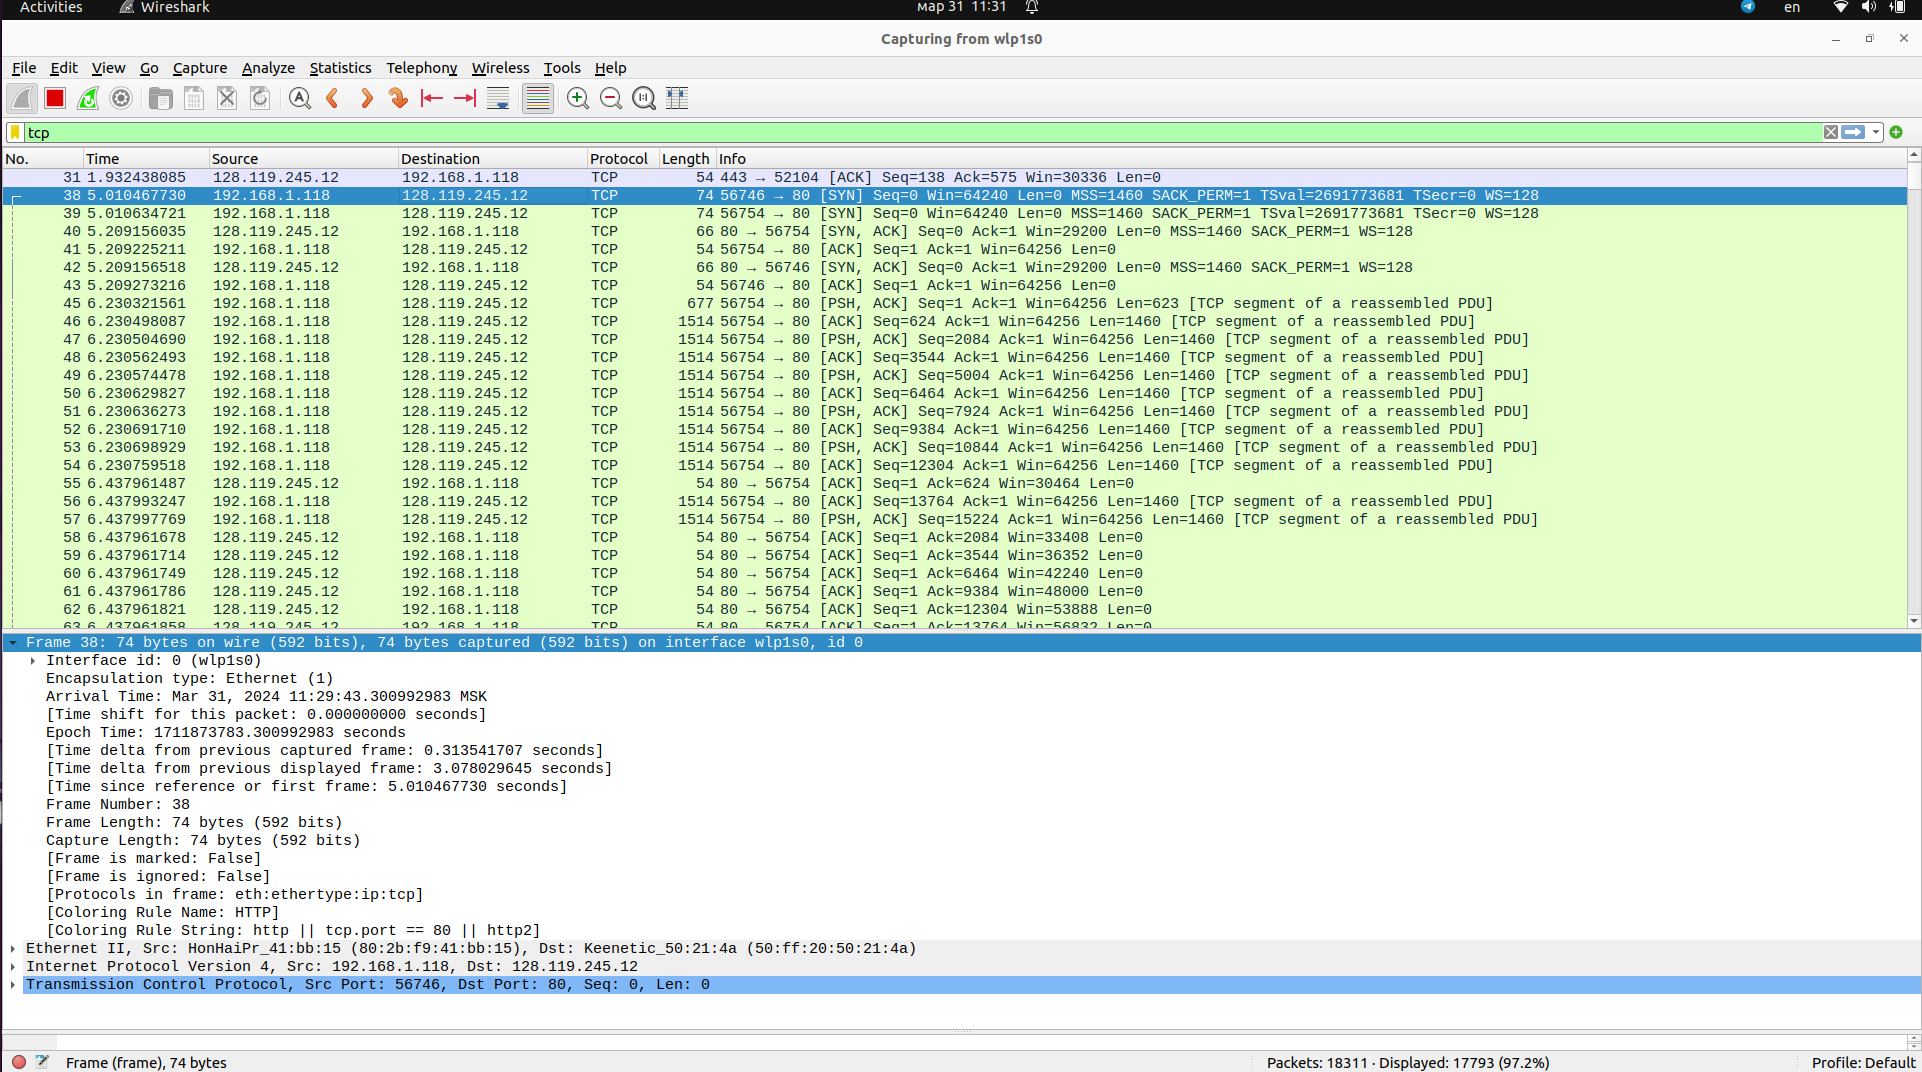 Activities Wireshark мар 31 11:31 en
Capturing from wlp1s0
File Edit View Go Capture Analyze Statistics Telephony Wireless Tools Help
tcp
No. Time Source Destination Protocol Length Info
31 1.932438085 128.119.245.12 192.168.1.118 TCP 54 443 → 52104 [ACK] Seq=138 Ack=575 Win=30336 Len=0
38 5.010467730 192.168.1.118 128.119.245.12 TCP 74 56746 → 80 [SYN] Seq=0 Win=64240 Len=0 MSS=1460 SACK_PERM=1 TSval=2691773681 TSecr=0 WS=128
39 5.010634721 192.168.1.118 128.119.245.12 TCP 74 56754 → 80 [SYN] Seq=0 Win=64240 Len=0 MSS=1460 SACK_PERM=1 TSval=2691773681 TSecr=0 WS=128
40 5.209156035 128.119.245.12 192.168.1.118 TCP 66 80 → 56754 [SYN, ACK] Seq=0 Ack=1 Win=29200 Len=0 MSS=1460 SACK_PERM=1 WS=128
41 5.209225211 192.168.1.118 128.119.245.12 TCP 54 56754 → 80 [ACK] Seq=1 Ack=1 Win=64256 Len=0
42 5.209156518 128.119.245.12 192.168.1.118 TCP 66 80 → 56746 [SYN, ACK] Seq=0 Ack=1 Win=29200 Len=0 MSS=1460 SACK_PERM=1 WS=128
43 5.209273216 192.168.1.118 128.119.245.12 TCP 54 56746 → 80 [ACK] Seq=1 Ack=1 Win=64256 Len=0
45 6.230321561 192.168.1.118 128.119.245.12 TCP 677 56754 → 80 [PSH, ACK] Seq=1 Ack=1 Win=64256 Len=623 [TCP segment of a reassembled PDU]
46 6.230498087 192.168.1.118 128.119.245.12 TCP 1514 56754 → 80 [ACK] Seq=624 Ack=1 Win=64256 Len=1460 [TCP segment of a reassembled PDU]
47 6.230504690 192.168.1.118 128.119.245.12 TCP 1514 56754 → 80 [PSH, ACK] Seq=2084 Ack=1 Win=64256 Len=1460 [TCP segment of a reassembled PDU]
48 6.230562493 192.168.1.118 128.119.245.12 TCP 1514 56754 → 80 [ACK] Seq=3544 Ack=1 Win=64256 Len=1460 [TCP segment of a reassembled PDU]
49 6.230574478 192.168.1.118 128.119.245.12 TCP 1514 56754 → 80 [PSH, ACK] Seq=5004 Ack=1 Win=64256 Len=1460 [TCP segment of a reassembled PDU]
50 6.230629827 192.168.1.118 128.119.245.12 TCP 1514 56754 → 80 [ACK] Seq=6464 Ack=1 Win=64256 Len=1460 [TCP segment of a reassembled PDU]
51 6.230636273 192.168.1.118 128.119.245.12 TCP 1514 56754 → 80 [PSH, ACK] Seq=7924 Ack=1 Win=64256 Len=1460 [TCP segment of a reassembled PDU]
52 6.230691710 192.168.1.118 128.119.245.12 TCP 1514 56754 → 80 [ACK] Seq=9384 Ack=1 Win=64256 Len=1460 [TCP segment of a reassembled PDU]
53 6.230698929 192.168.1.118 128.119.245.12 TCP 1514 56754 → 80 [PSH, ACK] Seq=10844 Ack=1 Win=64256 Len=1460 [TCP segment of a reassembled PDU]
54 6.230759518 192.168.1.118 128.119.245.12 TCP 1514 56754 → 80 [ACK] Seq=12304 Ack=1 Win=64256 Len=1460 [TCP segment of a reassembled PDU]
55 6.437961487 128.119.245.12 192.168.1.118 TCP 54 80 → 56754 [ACK] Seq=1 Ack=624 Win=30464 Len=0
56 6.437993247 192.168.1.118 128.119.245.12 TCP 1514 56754 → 80 [ACK] Seq=13764 Ack=1 Win=64256 Len=1460 [TCP segment of a reassembled PDU]
57 6.437997769 192.168.1.118 128.119.245.12 TCP 1514 56754 → 80 [PSH, ACK] Seq=15224 Ack=1 Win=64256 Len=1460 [TCP segment of a reassembled PDU]
58 6.437961678 128.119.245.12 192.168.1.118 TCP 54 80 → 56754 [ACK] Seq=1 Ack=2084 Win=33408 Len=0
59 6.437961714 128.119.245.12 192.168.1.118 TCP 54 80 → 56754 [ACK] Seq=1 Ack=3544 Win=36352 Len=0
60 6.437961749 128.119.245.12 192.168.1.118 TCP 54 80 → 56754 [ACK] Seq=1 Ack=6464 Win=42240 Len=0
61 6.437961786 128.119.245.12 192.168.1.118 TCP 54 80 → 56754 [ACK] Seq=1 Ack=9384 Win=48000 Len=0
62 6.437961821 128.119.245.12 192.168.1.118 TCP 54 80 → 56754 [ACK] Seq=1 Ack=12304 Win=53888 Len=0
63 6.437961858 128.119.245.12 192.168.1.118 TCP 54 80 → 56754 [ACK] Seq=1 Ack=13764 Win=56832 Len=0
Frame 38: 74 bytes on wire (592 bits), 74 bytes captured (592 bits) on interface wlp1s0, id 0
Interface id: 0 (wlp1s0)
Encapsulation type: Ethernet (1)
Arrival Time: Mar 31, 2024 11:29:43.300992983 MSK
[Time shift for this packet: 0.000000000 seconds]
Epoch Time: 1711873783.300992983 seconds
[Time delta from previous captured frame: 0.313541707 seconds]
[Time delta from previous displayed frame: 3.078029645 seconds]
[Time since reference or first frame: 5.010467730 seconds]
Frame Number: 38
Frame Length: 74 bytes (592 bits)
Capture Length: 74 bytes (592 bits)
[Frame is marked: False]
[Frame is ignored: False]
[Protocols in frame: eth:ethertype:ip:tcp]
[Coloring Rule Name: HTTP]
[Coloring Rule String: http || tcp.port == 80 || http2]
Ethernet II, Src: HonHaiPr_41:bb:15 (80:2b:f9:41:bb:15), Dst: Keenetic_50:21:4a (50:ff:20:50:21:4a)
Internet Protocol Version 4, Src: 192.168.1.118, Dst: 128.119.245.12
Transmission Control Protocol, Src Port: 56746, Dst Port: 80, Seq: 0, Len: 0
Frame (frame), 74 bytes Packets: 18311 · Displayed: 17793 (97.2%) Profile: Default